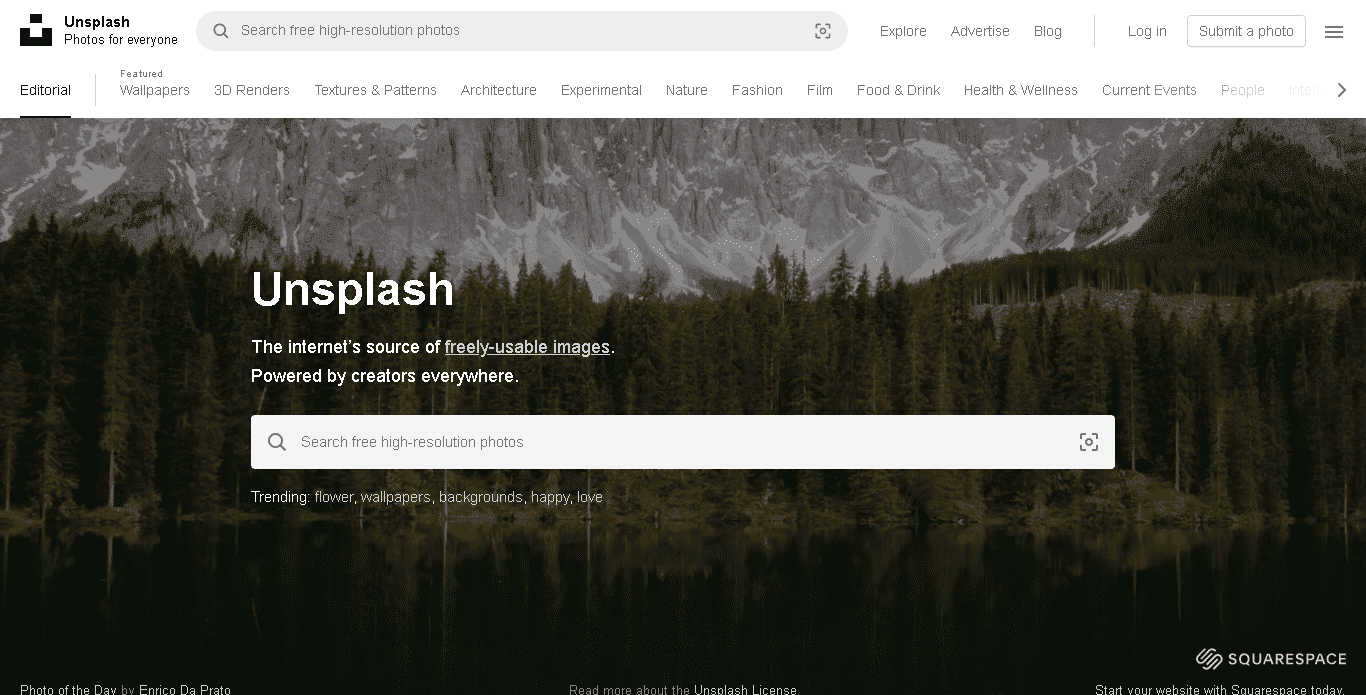 Unsplash
Photos for everyone
Search free high-resolution photos
Explore
Advertise
Blog
Log in
Submit a photo
Editorial
Featured
Wallpapers
3D Renders
Textures & Patterns
Architecture
Experimental
Nature
Fashion
Film
Food & Drink
Health & Wellness
Current Events
People
Unsplash
The internet's source of freely-usable images.
Powered by creators everywhere.
Search free high-resolution photos
Trending: flower, wallpapers, backgrounds, happy, love
SQUARESPACE
Photo of the Day by Enrico Da Prato
Read more about the Unsplash License
Start your website with Squarespace today.